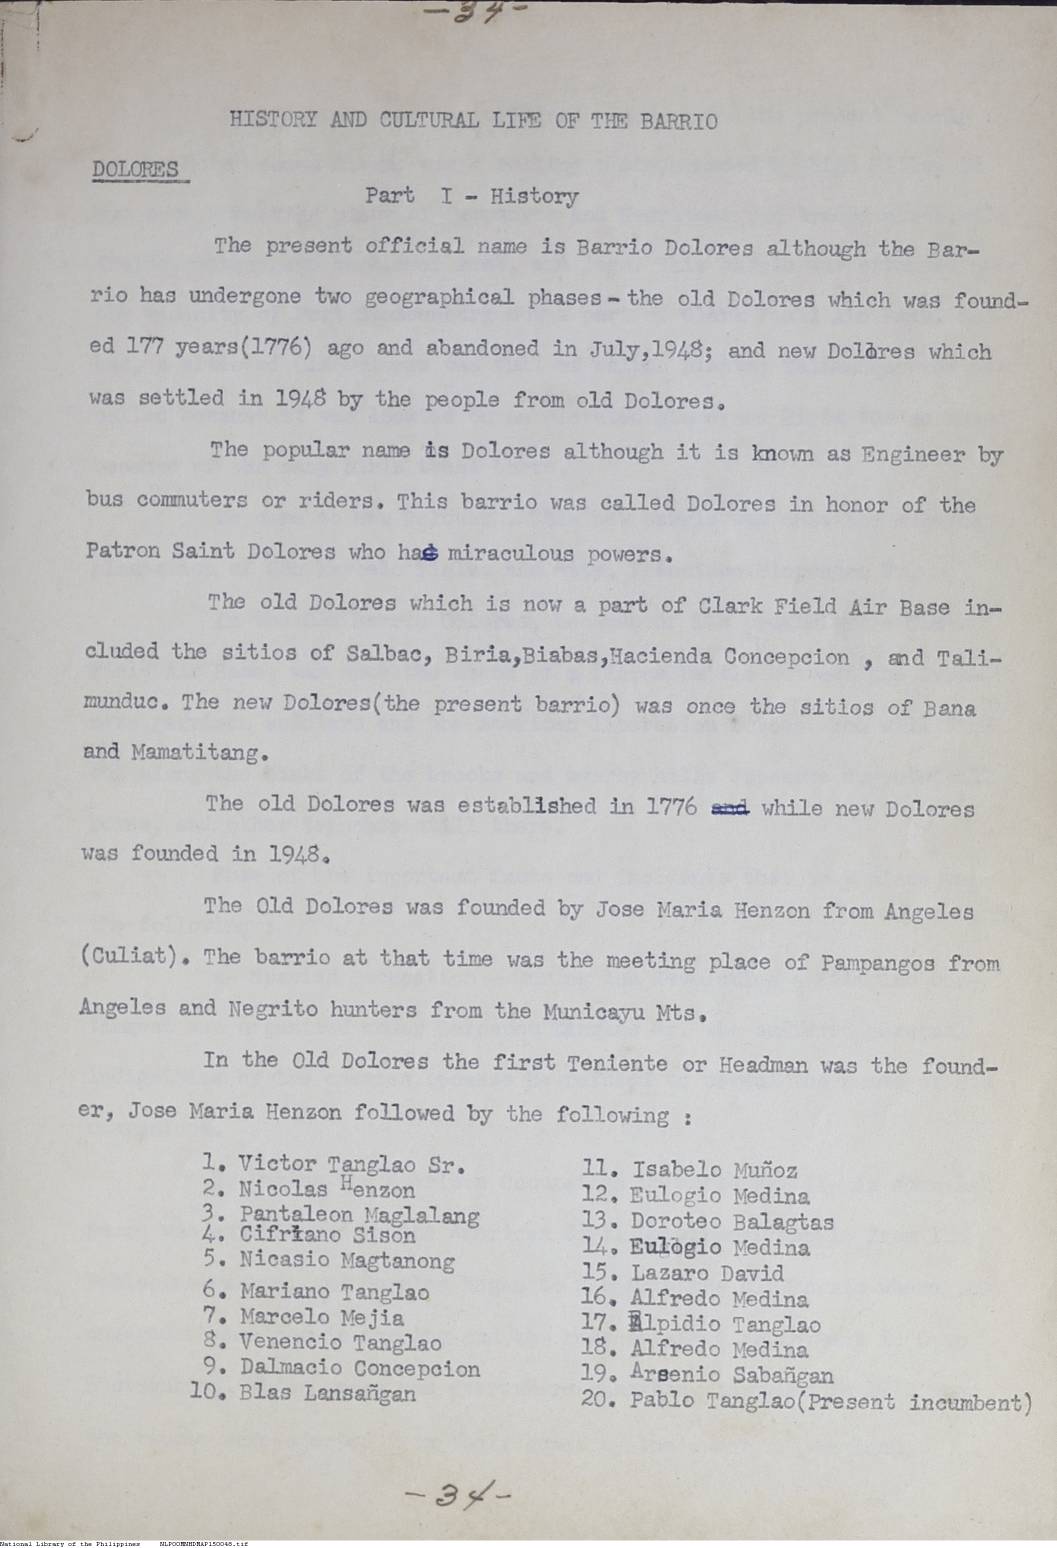 -34-
HISTORY AND CULTURAL LIFE OF THE BARRIO
DOLORES
Part I - History
The present official name is Barrio Dolores although the Bar-
rio has undergone two geographical phases-the old Dolores which was found-
ed 177 years(1776) ago and abandoned in July,1948; and new Dolores which
was settled in 1948 by the people from old Dolores.
The popular name is Dolores although it is known as Engineer by
bus commuters or riders. This barrio was called Dolores in honor of the
Patron Saint Dolores who has miraculous powers.
The old Dolores which is now a part of Clark Field Air Base in-
cluded the sitios of Salbac, Biria,Biabas,Hacienda Concepcion , and Tali-
munduc. The new Dolores(the present barrio) was once the sitios of Bana
and Mamatitang.
The old Dolores was established in 1776 and while new Dolores
was founded in 1948.
The Old Dolores was founded by Jose Maria Henzon from Angeles
(Culiat). The barrio at that time was the meeting place of Pampangos from
Angeles and Negrito hunters from the Municayu Mts.
In the Old Dolores the first Teniente or Headman was the found-
er, Jose Maria Henzon followed by the following :
1. Victor Tanglao Sr.
2. Nicolas Henzon
3. Pantaleon Maglalang
4. Cifriano Sison
5. Nicasio Magtanong
6. Mariano Tanglao
7. Marcelo Mejia
8. Venencio Tanglao
9. Dalmacio Concepcion
10. Blas Lansañgan
11. Isabelo Muñoz
12. Eulogio Medina
13. Doroteo Balagtas
14. Eulogio Medina
15. Lazaro David
16. Alfredo Medina
17. Alpidio Tanglao
18. Alfredo Medina
19. Arsenio Sabañgan
20. Pablo Tanglao(Present incumbent)
-34-
National Library of the Philippines NLPOOMNHDMAP150048.tif